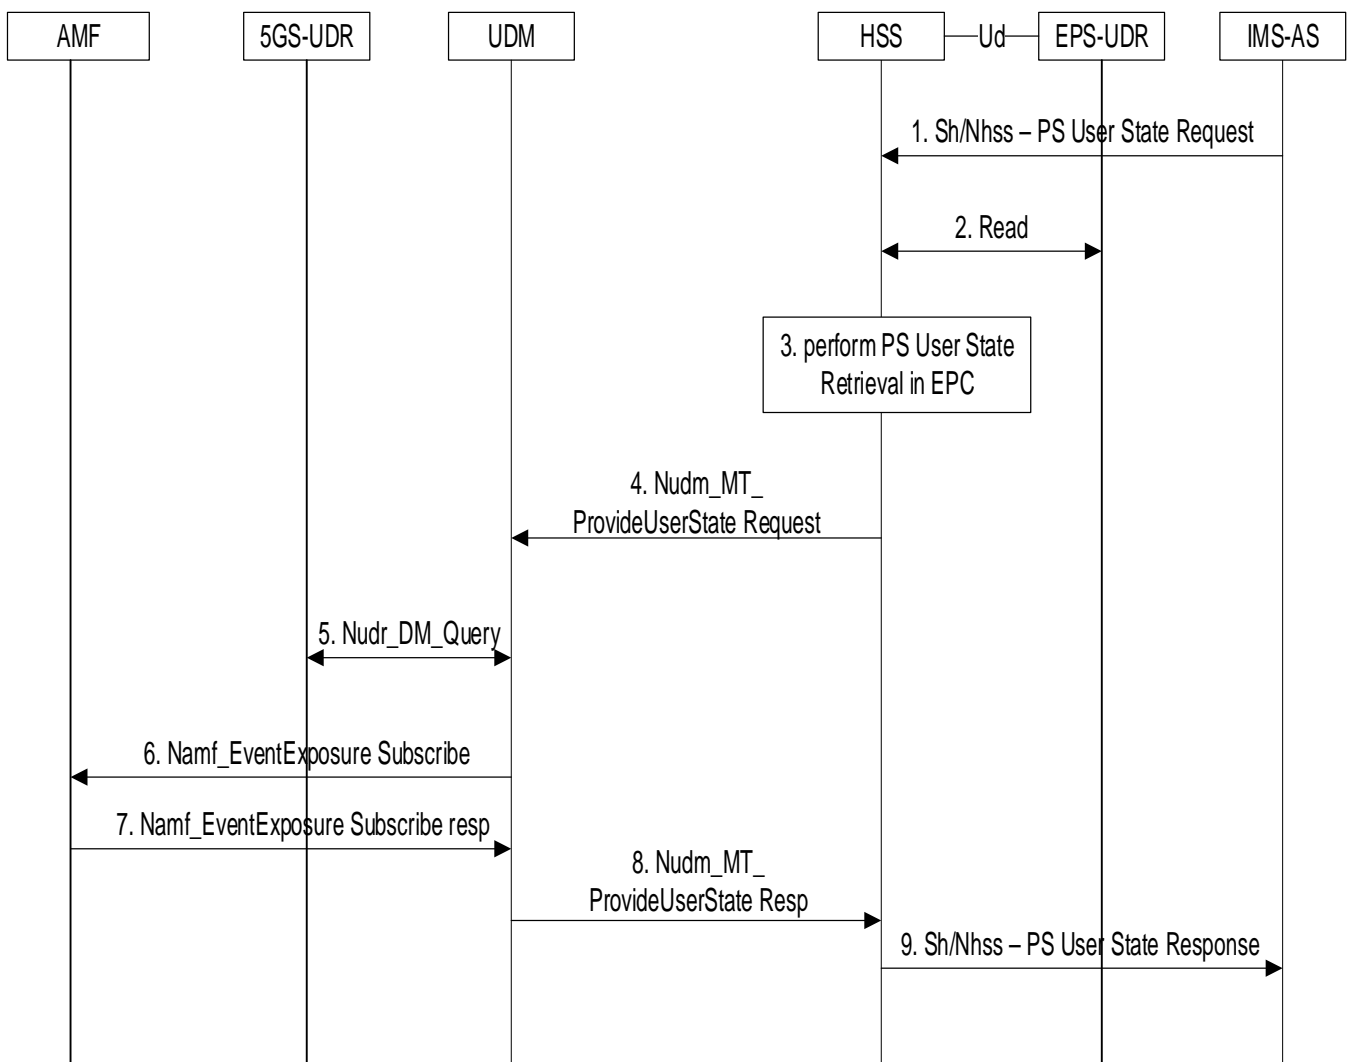 AMF
5GS-UDR
UDM
HSS
Ud
EPS-UDR
IMS-AS
1. Sh/Nhss – PS User State Request
2. Read
3. perform PS User State
Retrieval in EPC
4. Nudm_MT_
ProvideUserState Request
5. Nudr_DM_Query
6. Namf_EventExposure Subscribe
7. Namf_EventExposure Subscribe resp
8. Nudm_MT_
ProvideUserState Resp
9. Sh/Nhss – PS User State Response